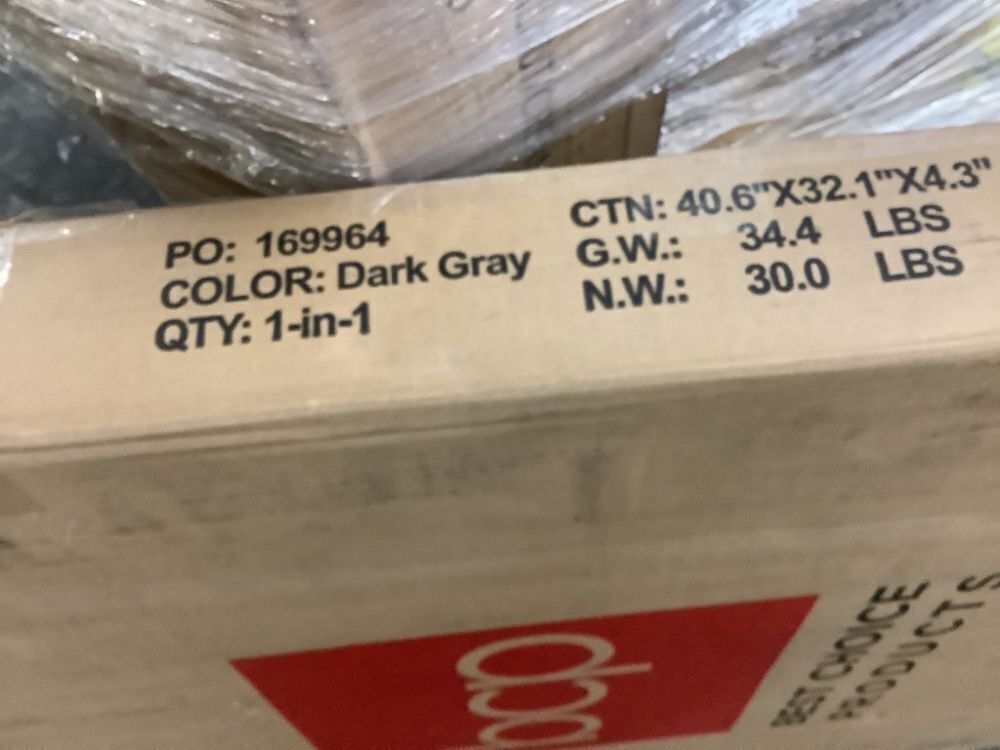 PO: 169964
COLOR: Dark Gray
QTY: 1-in-1
CTN: 40.6"X32.1"X4.3"
G.W.: 34.4 LBS
N.W.: 30.0 LBS
bcp
BEST CHOICE
PRODUCTS